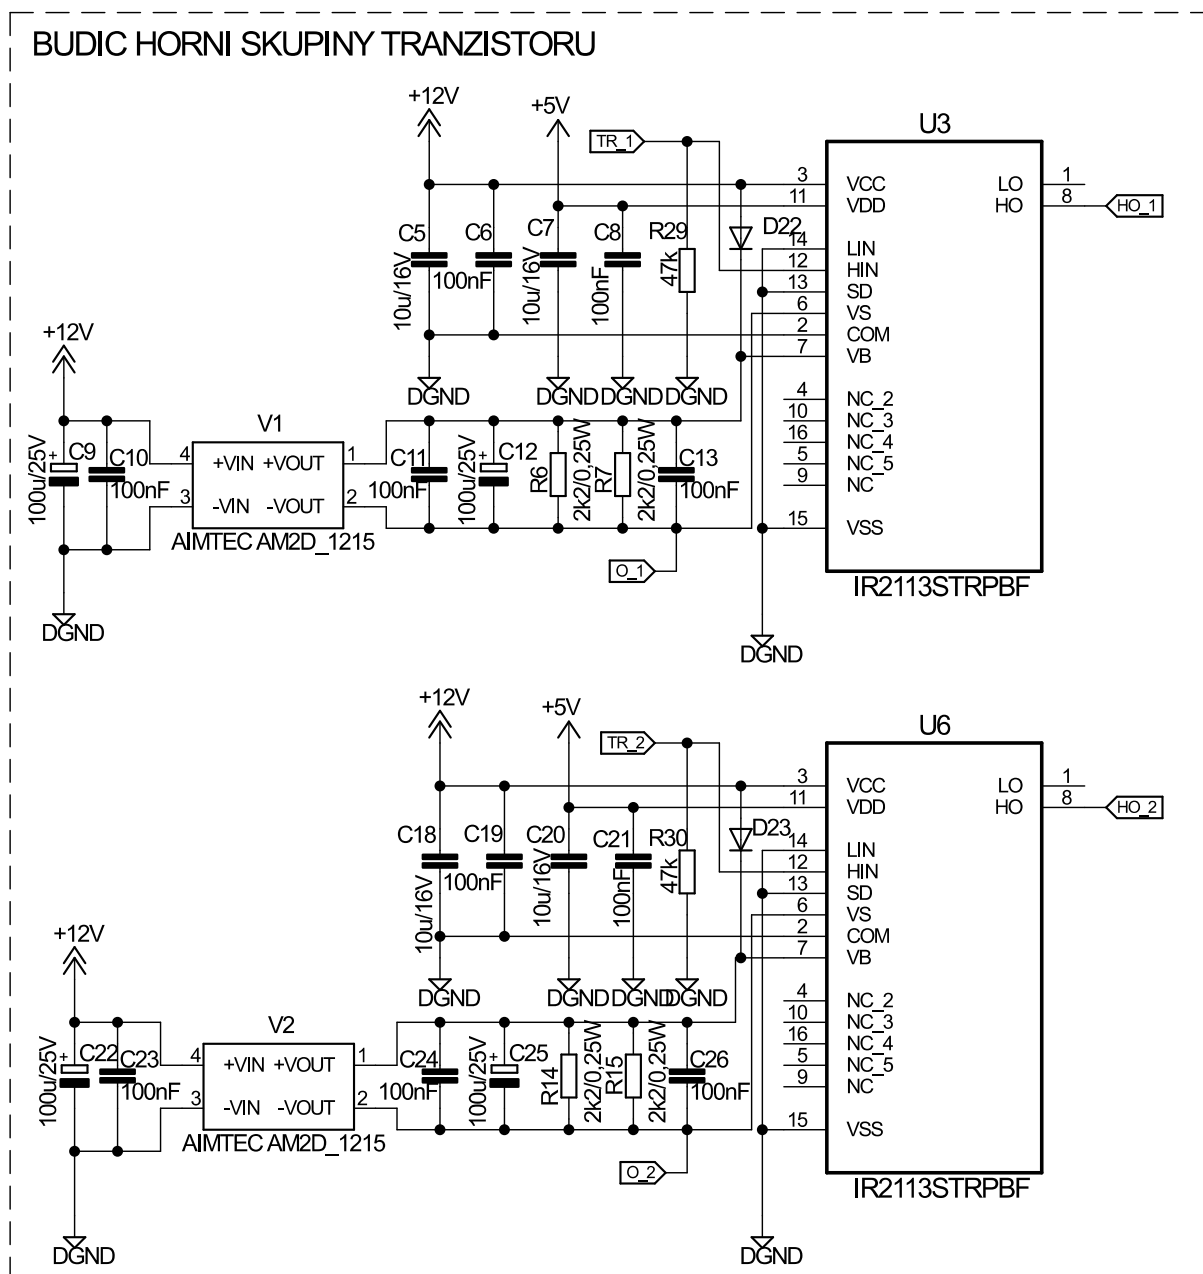 BUDIC HORNI SKUPINY TRANZISTORU
+12V
+5V
TR_1
U3
3 VCC LO 1
11 VDD HO 8 HO_1
C5 C6 C7 C8 R29 D22
14 LIN
12 HIN
13 SD
6 VS
2 COM
7 VB
10u/16V 100nF 10u/16V 100nF 47k
+12V
DGND DGND DGND DGND
4 NC_2
10 NC_3
16 NC_4
5 NC_5
9 NC
15 VSS
V1
C9 C10 C11 C12 R6 R7 C13
100u/25V 100nF 100nF 100u/25V 2k2/0,25W 2k2/0,25W 100nF
4 +VIN +VOUT 1
3 -VIN -VOUT 2
AIMTEC AM2D_1215
O_1
IR2113STRPBF
DGND
DGND
+12V
+5V
TR_2
U6
3 VCC LO 1
11 VDD HO 8 HO_2
C18 C19 C20 C21 R30 D23
14 LIN
12 HIN
13 SD
6 VS
2 COM
7 VB
10u/16V 100nF 10u/16V 100nF 47k
+12V
DGND DGND DGND DGND
4 NC_2
10 NC_3
16 NC_4
5 NC_5
9 NC
15 VSS
V2
C22 C23 C24 C25 R14 R15 C26
100u/25V 100nF 100nF 100u/25V 2k2/0,25W 2k2/0,25W 100nF
4 +VIN +VOUT 1
3 -VIN -VOUT 2
AIMTEC AM2D_1215
O_2
IR2113STRPBF
DGND
DGND